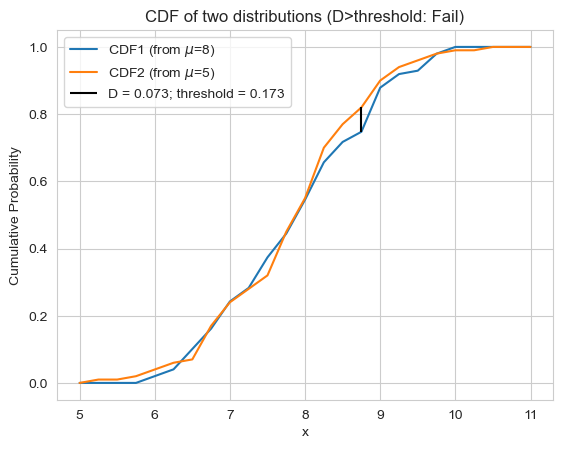 CDF of two distributions (D>threshold: Fail)
CDF1 (from μ=8)
CDF2 (from μ=5)
D = 0.073; threshold = 0.173
Cumulative Probability
1.0
0.8
0.6
0.4
0.2
0.0
5 6 7 8 9 10 11
x